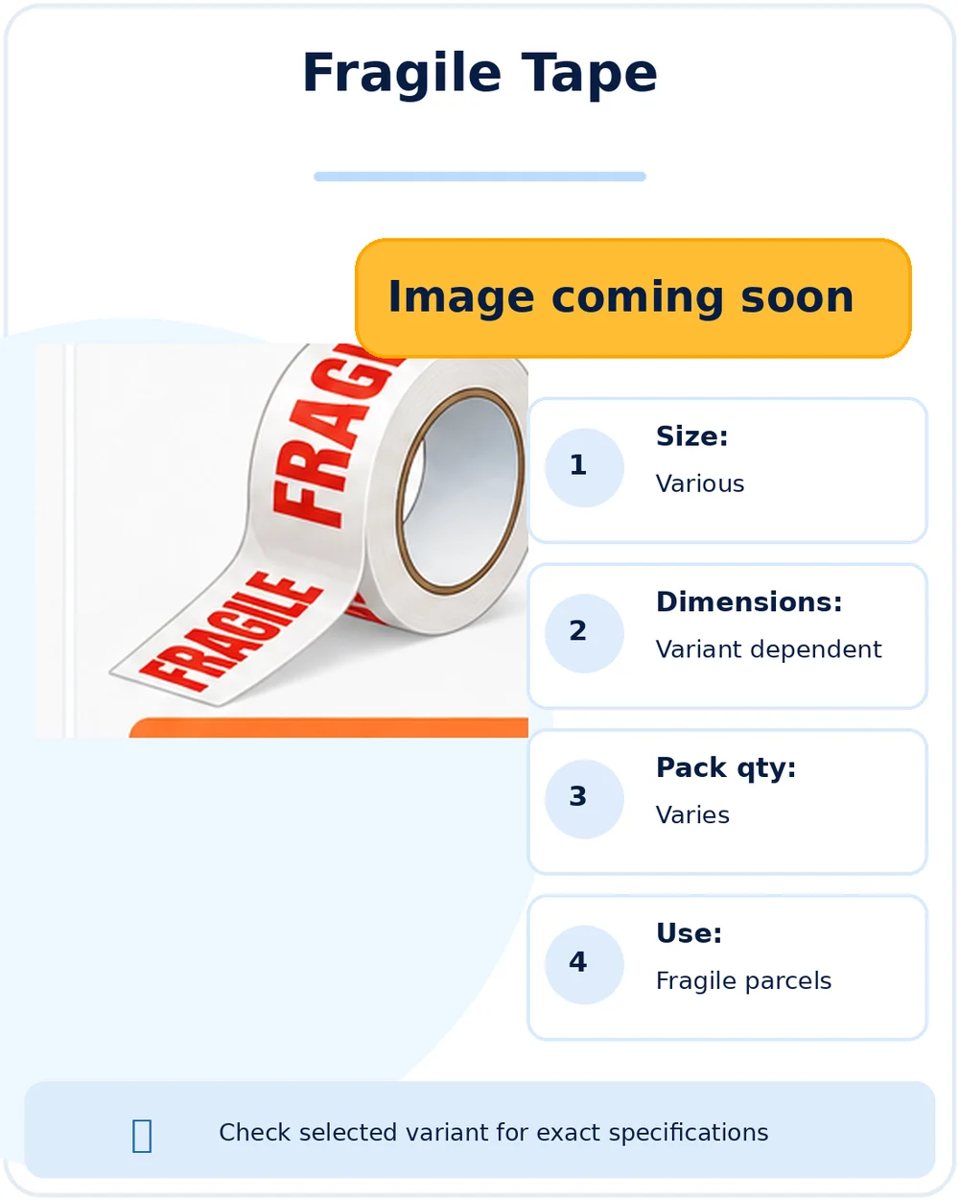 Fragile Tape
Image coming soon
FRAGI
FRAGILE
1
Size:
Various
2
Dimensions:
Variant dependent
3
Pack qty:
Varies
4
Use:
Fragile parcels
Check selected variant for exact specifications